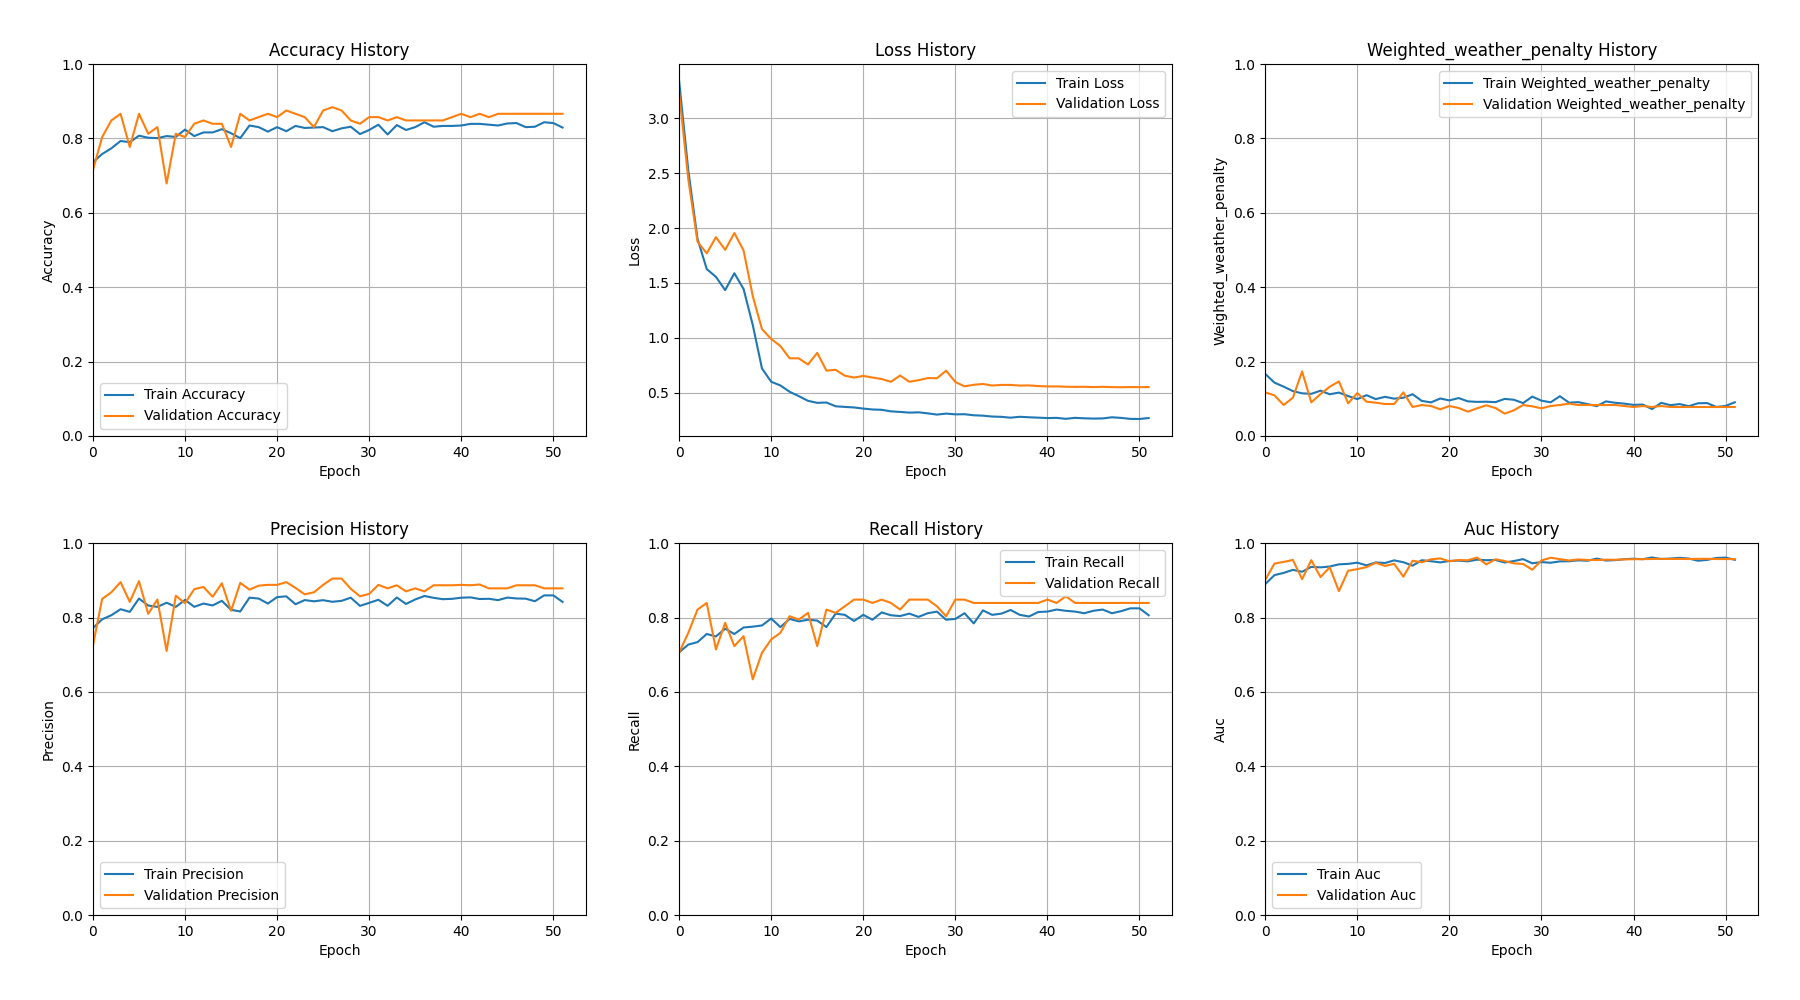 Accuracy History
1.0
0.8
0.6
0.4
0.2
0.0
Accuracy
Train Accuracy
Validation Accuracy
0 10 20 30 40 50
Epoch
Loss History
3.0
2.5
2.0
1.5
1.0
0.5
Loss
Train Loss
Validation Loss
0 10 20 30 40 50
Epoch
Weighted_weather_penalty History
1.0
0.8
0.6
0.4
0.2
0.0
Weighted_weather_penalty
Train Weighted_weather_penalty
Validation Weighted_weather_penalty
0 10 20 30 40 50
Epoch
Precision History
1.0
0.8
0.6
0.4
0.2
0.0
Precision
Train Precision
Validation Precision
0 10 20 30 40 50
Epoch
Recall History
1.0
0.8
0.6
0.4
0.2
0.0
Recall
Train Recall
Validation Recall
0 10 20 30 40 50
Epoch
Auc History
1.0
0.8
0.6
0.4
0.2
0.0
Auc
Train Auc
Validation Auc
0 10 20 30 40 50
Epoch